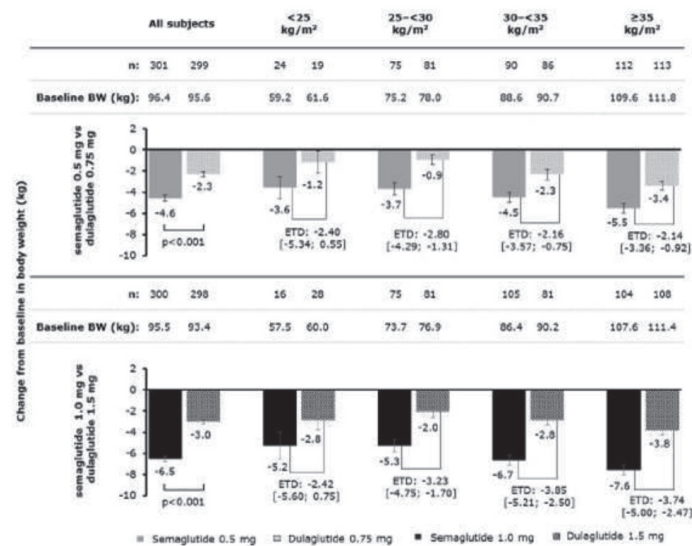 All subjects <25 kg/m² 25–<30 kg/m² 30–<35 kg/m² ≥35 kg/m²
n: 301 299 24 19 75 81 90 86 112 113
Baseline BW (kg): 96.4 95.6 59.2 61.6 75.2 78.0 88.6 90.7 109.6 111.8
Change from baseline in body weight (kg)
semaglutide 0.5 mg vs
dulaglutide 0.75 mg
2
0
-2
-4
-6
-8
-10
-4.6 -2.3 -3.6 -1.2 -3.7 -0.9 -4.5 -2.3 -5.5 -3.4
p<0.001
ETD: -2.40
[-5.34; 0.55]
ETD: -2.80
[-4.29; -1.31]
ETD: -2.16
[-3.57; -0.75]
ETD: -2.14
[-3.36; -0.92]
n: 300 298 16 28 75 81 105 81 104 108
Baseline BW (kg): 95.5 93.4 57.5 60.0 73.7 76.9 86.4 90.2 107.6 111.4
semaglutide 1.0 mg vs
dulaglutide 1.5 mg
2
0
-2
-4
-6
-8
-10
-6.5 -3.0 -5.2 -2.8 -5.3 -2.0 -6.7 -2.8 -7.6 -3.8
p<0.001
ETD: -2.42
[-5.60; 0.75]
ETD: -3.23
[-4.75; -1.70]
ETD: -3.85
[-5.21; -2.50]
ETD: -3.74
[-5.00; -2.47]
Semaglutide 0.5 mg Dulaglutide 0.75 mg Semaglutide 1.0 mg Dulaglutide 1.5 mg